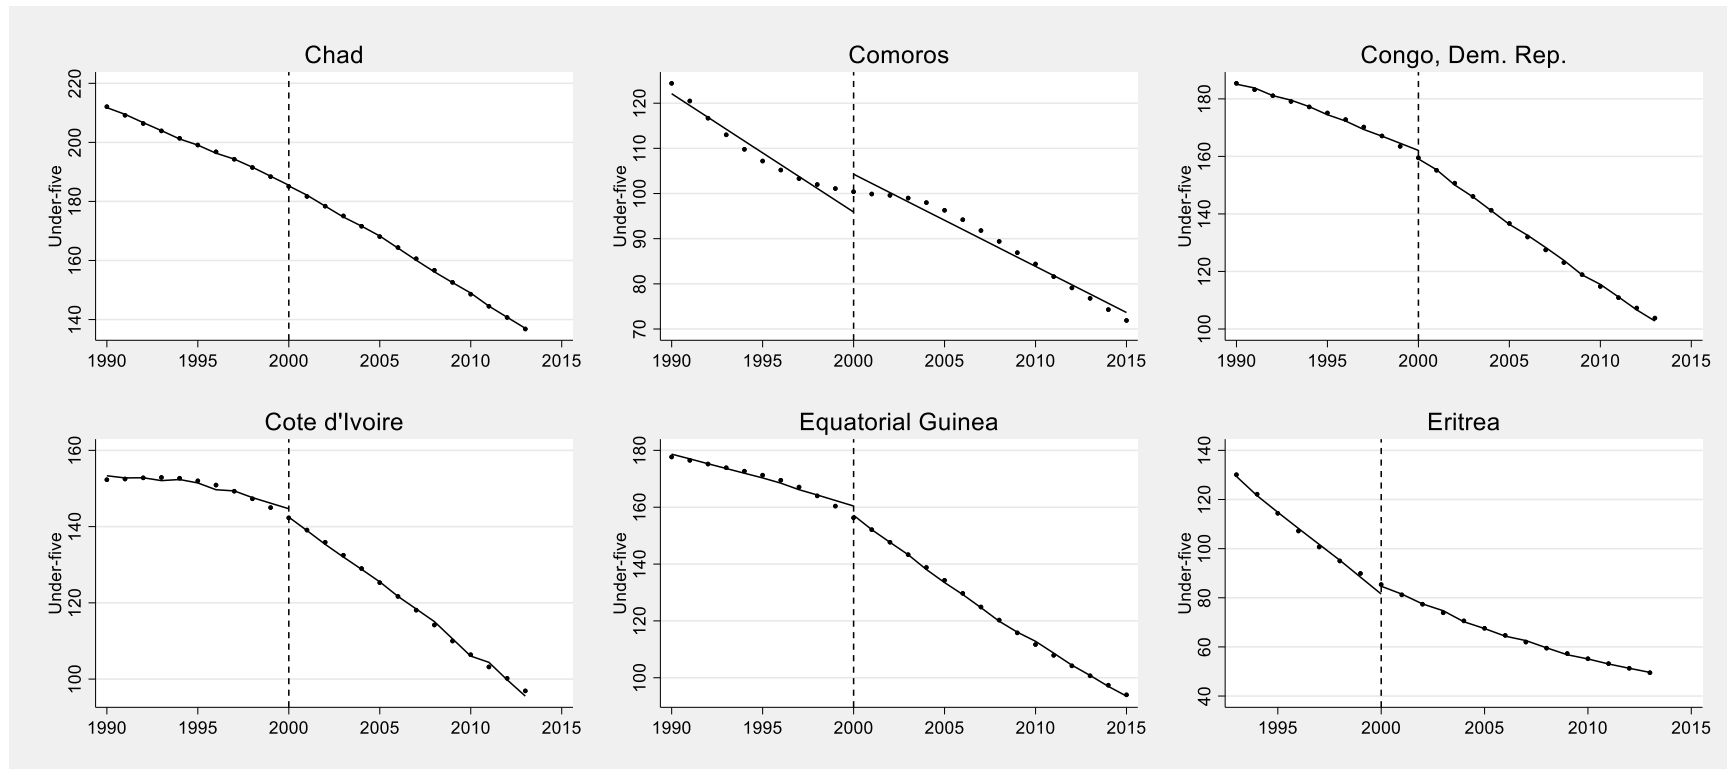 Chad
Under-five
220
200
180
160
140
1990 1995 2000 2005 2010 2015
Comoros
Under-five
120
110
100
90
80
70
1990 1995 2000 2005 2010 2015
Congo, Dem. Rep.
Under-five
180
160
140
120
100
1990 1995 2000 2005 2010 2015
Cote d'Ivoire
Under-five
160
140
120
100
1990 1995 2000 2005 2010 2015
Equatorial Guinea
Under-five
180
160
140
120
100
1990 1995 2000 2005 2010 2015
Eritrea
Under-five
140
120
100
80
60
40
1995 2000 2005 2010 2015